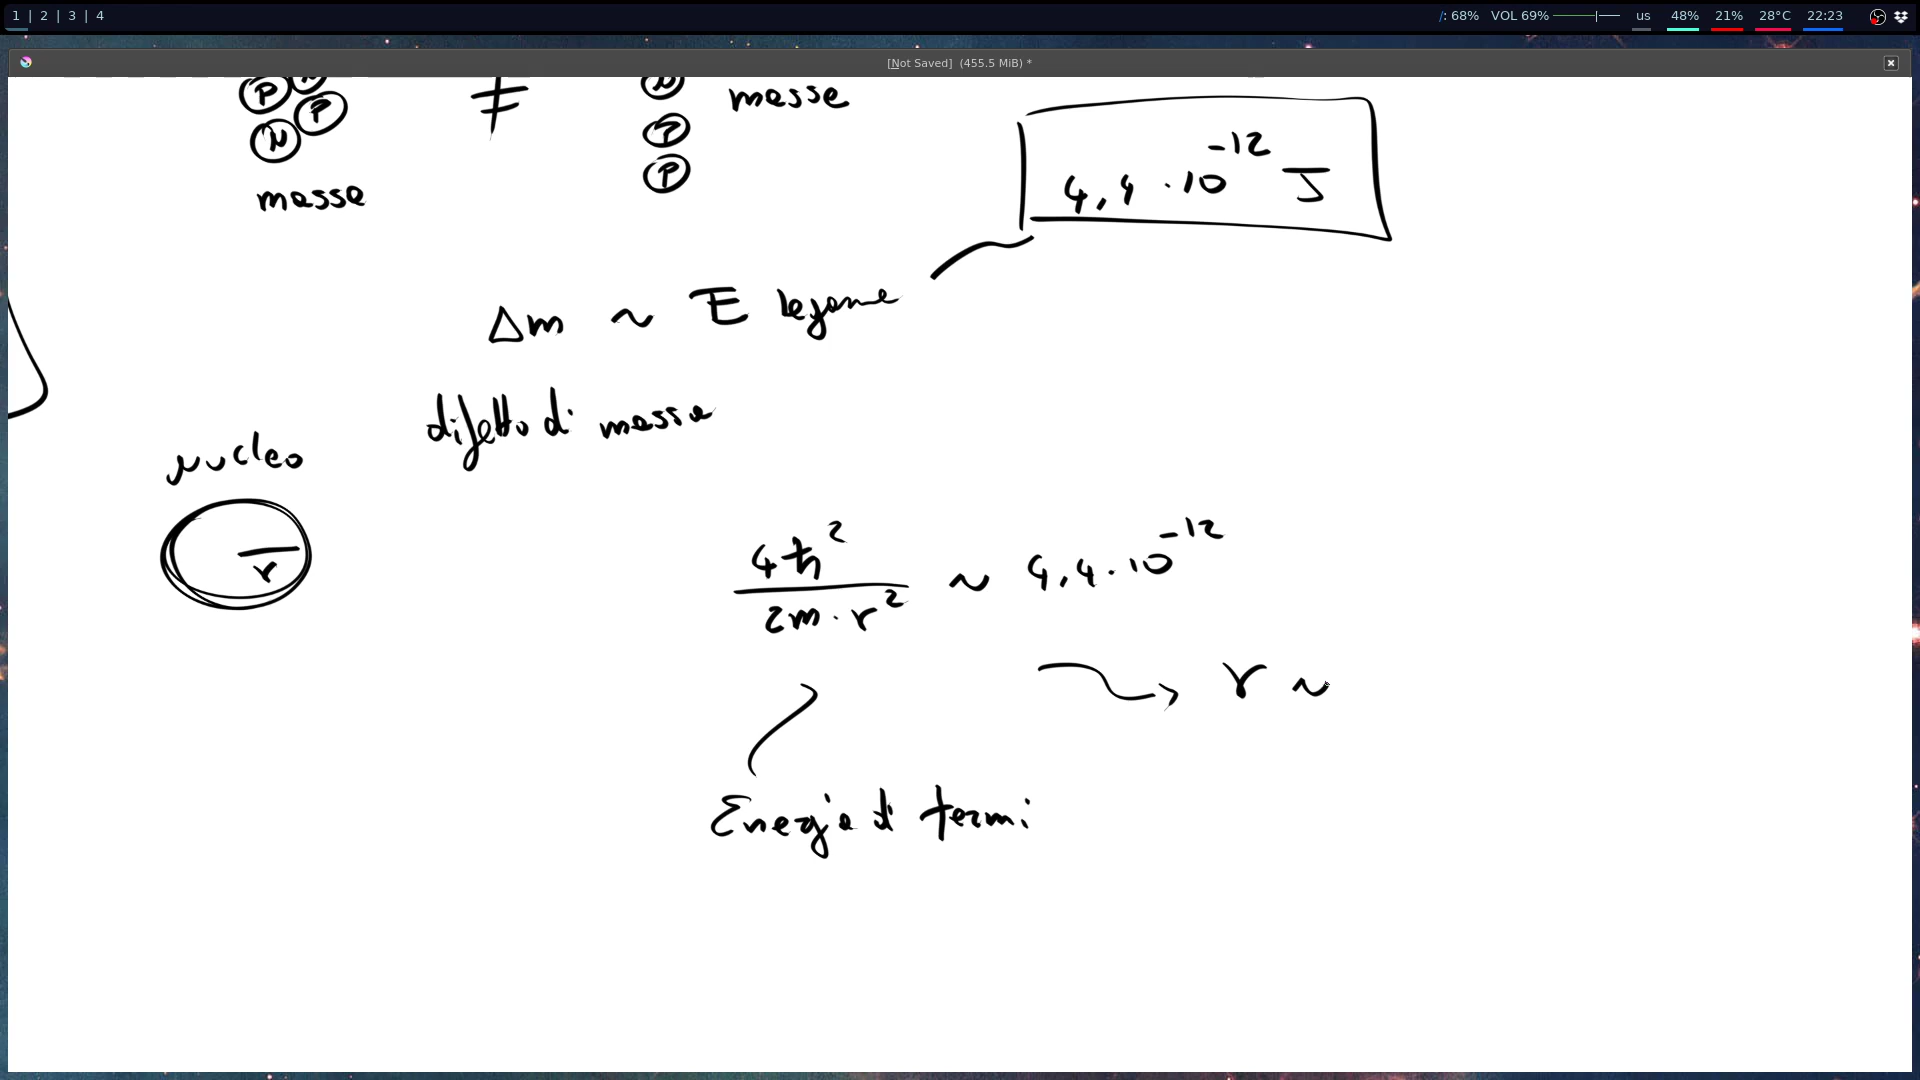 1 | 2 | 3 | 4
/: 68% VOL 69% us 48% 21% 28°C 22:23
[Not Saved] (455.5 MiB) *
P N P N
≠
N P P
masse
massa
4,4 · 10^-12 J
Δm ~ E legame
difetto di massa
nucleo
r
4ħ² / 2m · r² ~ 4,4 · 10^-12
r ~
Energia di fermi